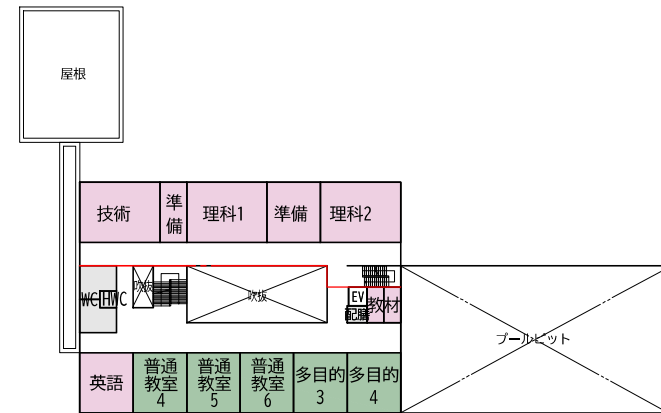 屋根
技術
準
備
理科1
準備
理科2
WC
HWC
吹抜
吹抜
EV
配膳
教材
プールピット
英語
普通
教室
4
普通
教室
5
普通
教室
6
多目的
3
多目的
4